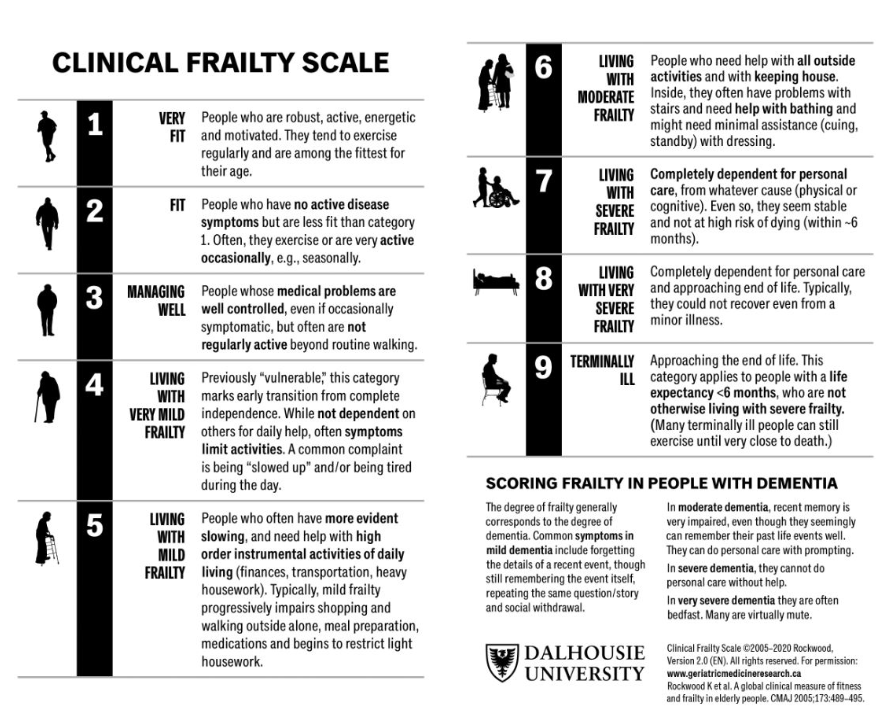 CLINICAL FRAILTY SCALE
1
VERY
FIT
People who are robust, active, energetic
and motivated. They tend to exercise
regularly and are among the fittest for
their age.
2
FIT
People who have no active disease
symptoms but are less fit than category
1. Often, they exercise or are very active
occasionally, e.g., seasonally.
3
MANAGING
WELL
People whose medical problems are
well controlled, even if occasionally
symptomatic, but often are not
regularly active beyond routine walking.
4
LIVING
WITH
VERY MILD
FRAILTY
Previously “vulnerable,” this category
marks early transition from complete
independence. While not dependent on
others for daily help, often symptoms
limit activities. A common complaint
is being “slowed up” and/or being tired
during the day.
5
LIVING
WITH
MILD
FRAILTY
People who often have more evident
slowing, and need help with high
order instrumental activities of daily
living (finances, transportation, heavy
housework). Typically, mild frailty
progressively impairs shopping and
walking outside alone, meal preparation,
medications and begins to restrict light
housework.
6
LIVING
WITH
MODERATE
FRAILTY
People who need help with all outside
activities and with keeping house.
Inside, they often have problems with
stairs and need help with bathing and
might need minimal assistance (cuing,
standby) with dressing.
7
LIVING
WITH
SEVERE
FRAILTY
Completely dependent for personal
care, from whatever cause (physical or
cognitive). Even so, they seem stable
and not at high risk of dying (within ~6
months).
8
LIVING
WITH VERY
SEVERE
FRAILTY
Completely dependent for personal care
and approaching end of life. Typically,
they could not recover even from a
minor illness.
9
TERMINALLY
ILL
Approaching the end of life. This
category applies to people with a life
expectancy <6 months, who are not
otherwise living with severe frailty.
(Many terminally ill people can still
exercise until very close to death.)
SCORING FRAILTY IN PEOPLE WITH DEMENTIA
The degree of frailty generally
corresponds to the degree of
dementia. Common symptoms in
mild dementia include forgetting
the details of a recent event, though
still remembering the event itself,
repeating the same question/story
and social withdrawal.
In moderate dementia, recent memory is
very impaired, even though they seemingly
can remember their past life events well.
They can do personal care with prompting.
In severe dementia, they cannot do
personal care without help.
In very severe dementia they are often
bedfast. Many are virtually mute.
DALHOUSIE
UNIVERSITY
Clinical Frailty Scale ©2005–2020 Rockwood,
Version 2.0 (EN). All rights reserved. For permission:
www.geriatricmedicineresearch.ca
Rockwood K et al. A global clinical measure of fitness
and frailty in elderly people. CMAJ 2005;173:489–495.